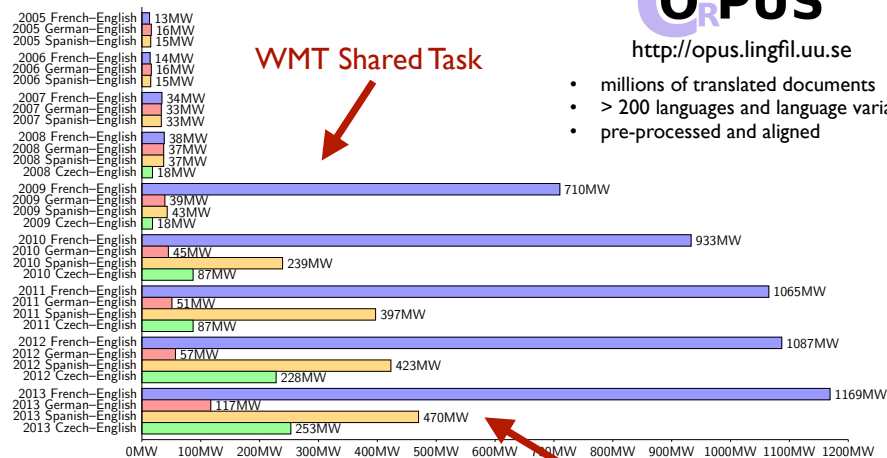 ORPUS
http://opus.lingfil.uu.se
• millions of translated documents
• > 200 languages and language varia
• pre-processed and aligned
WMT Shared Task
2005 French–English 13MW
2005 German–English 16MW
2005 Spanish–English 15MW
2006 French–English 14MW
2006 German–English 16MW
2006 Spanish–English 15MW
2007 French–English 34MW
2007 German–English 33MW
2007 Spanish–English 33MW
2008 French–English 38MW
2008 German–English 37MW
2008 Spanish–English 37MW
2008 Czech–English 18MW
2009 French–English 710MW
2009 German–English 39MW
2009 Spanish–English 43MW
2009 Czech–English 18MW
2010 French–English 933MW
2010 German–English 45MW
2010 Spanish–English 239MW
2010 Czech–English 87MW
2011 French–English 1065MW
2011 German–English 51MW
2011 Spanish–English 397MW
2011 Czech–English 87MW
2012 French–English 1087MW
2012 German–English 57MW
2012 Spanish–English 423MW
2012 Czech–English 228MW
2013 French–English 1169MW
2013 German–English 117MW
2013 Spanish–English 470MW
2013 Czech–English 253MW
0MW 100MW 200MW 300MW 400MW 500MW 600MW 800MW 900MW 1000MW 1100MW 1200MW